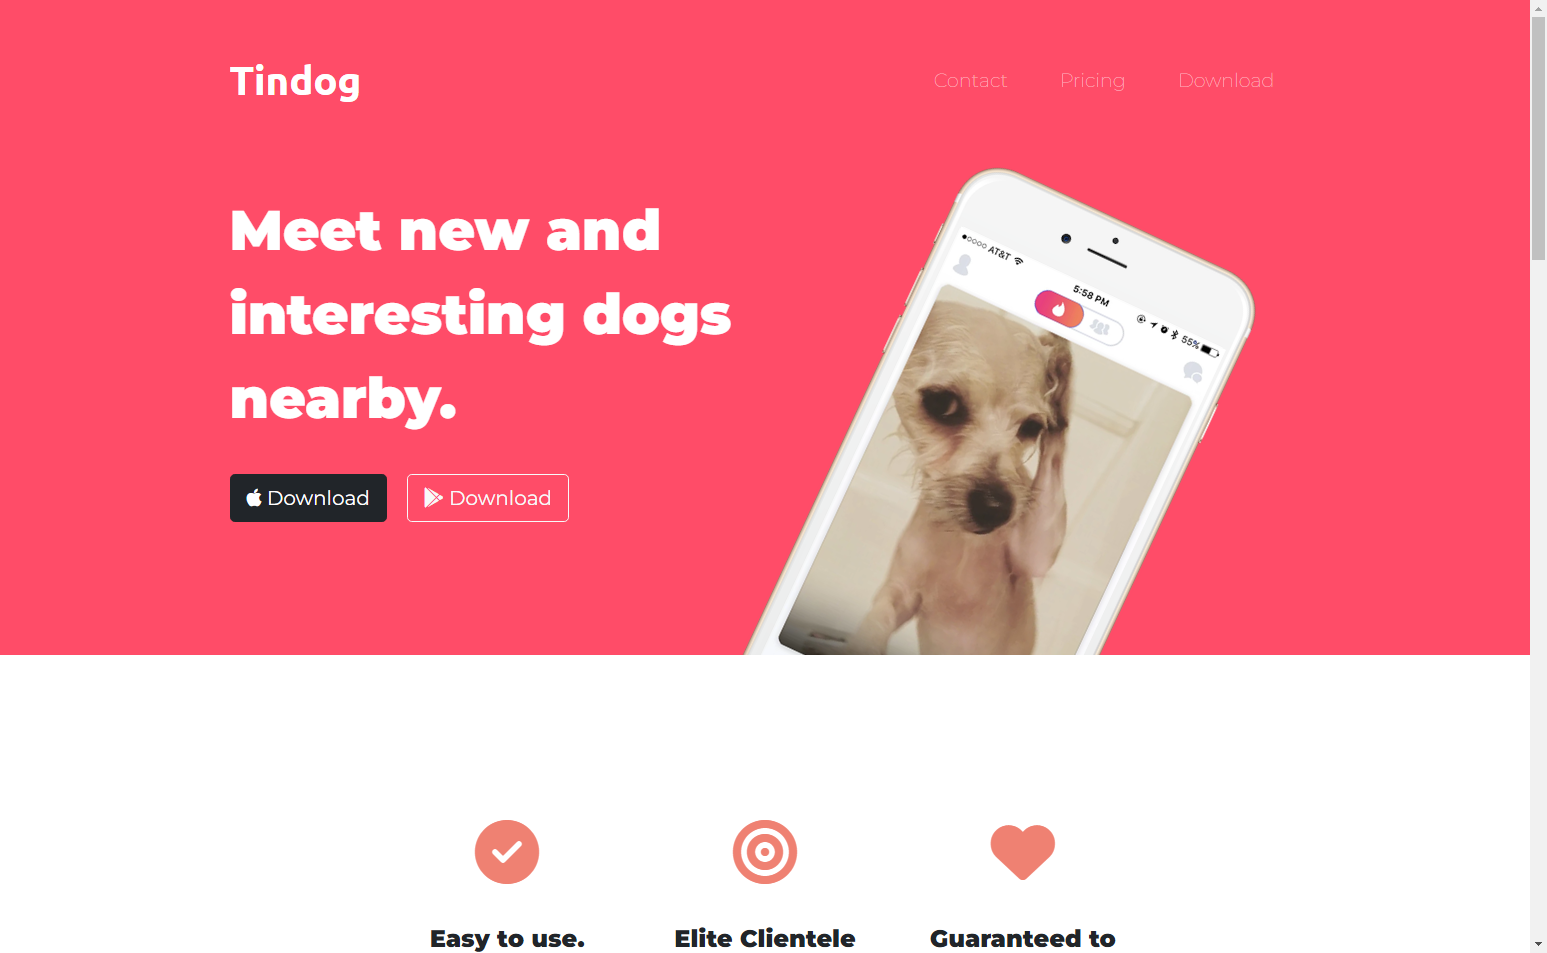 Tindog
Contact Pricing Download
Meet new and
interesting dogs
nearby.
Download Download
AT&T
5:58 PM
55%
Easy to use. Elite Clientele Guaranteed to